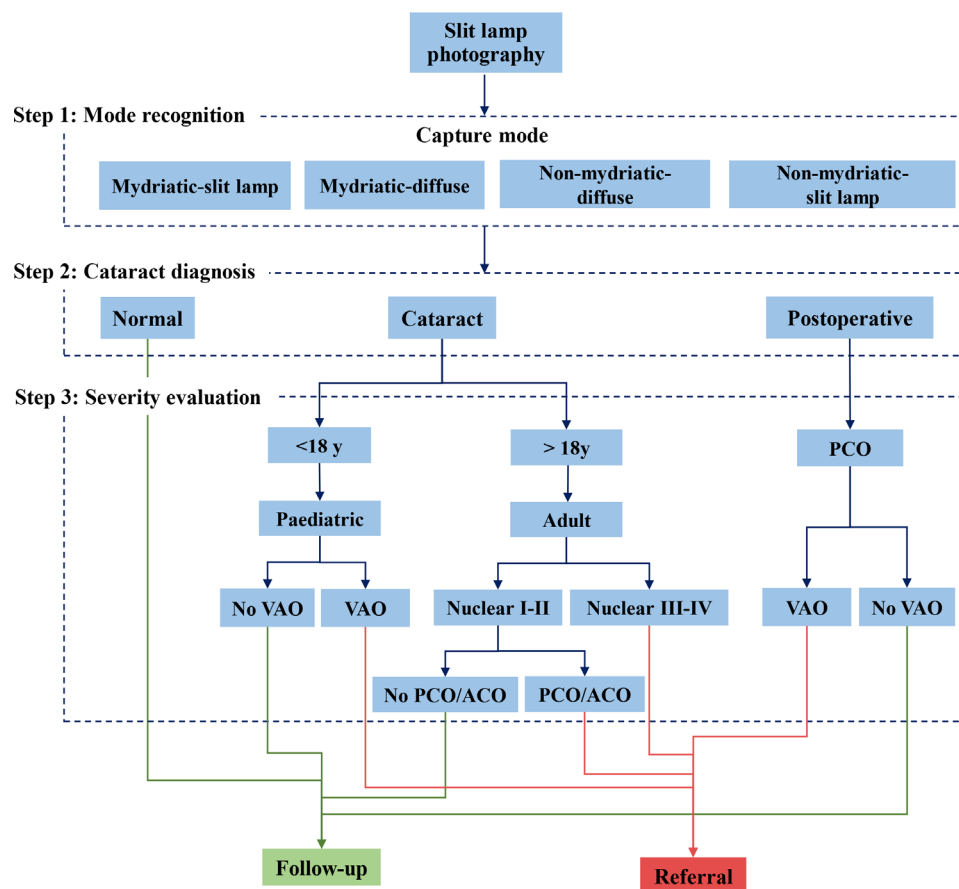 Slit lamp
photography
Step 1: Mode recognition
Capture mode
Mydriatic-slit lamp
Mydriatic-diffuse
Non-mydriatic-
diffuse
Non-mydriatic-
slit lamp
Step 2: Cataract diagnosis
Normal
Cataract
Postoperative
Step 3: Severity evaluation
<18 y
> 18y
PCO
Paediatric
Adult
No VAO
VAO
Nuclear I-II
Nuclear III-IV
VAO
No VAO
No PCO/ACO
PCO/ACO
Follow-up
Referral